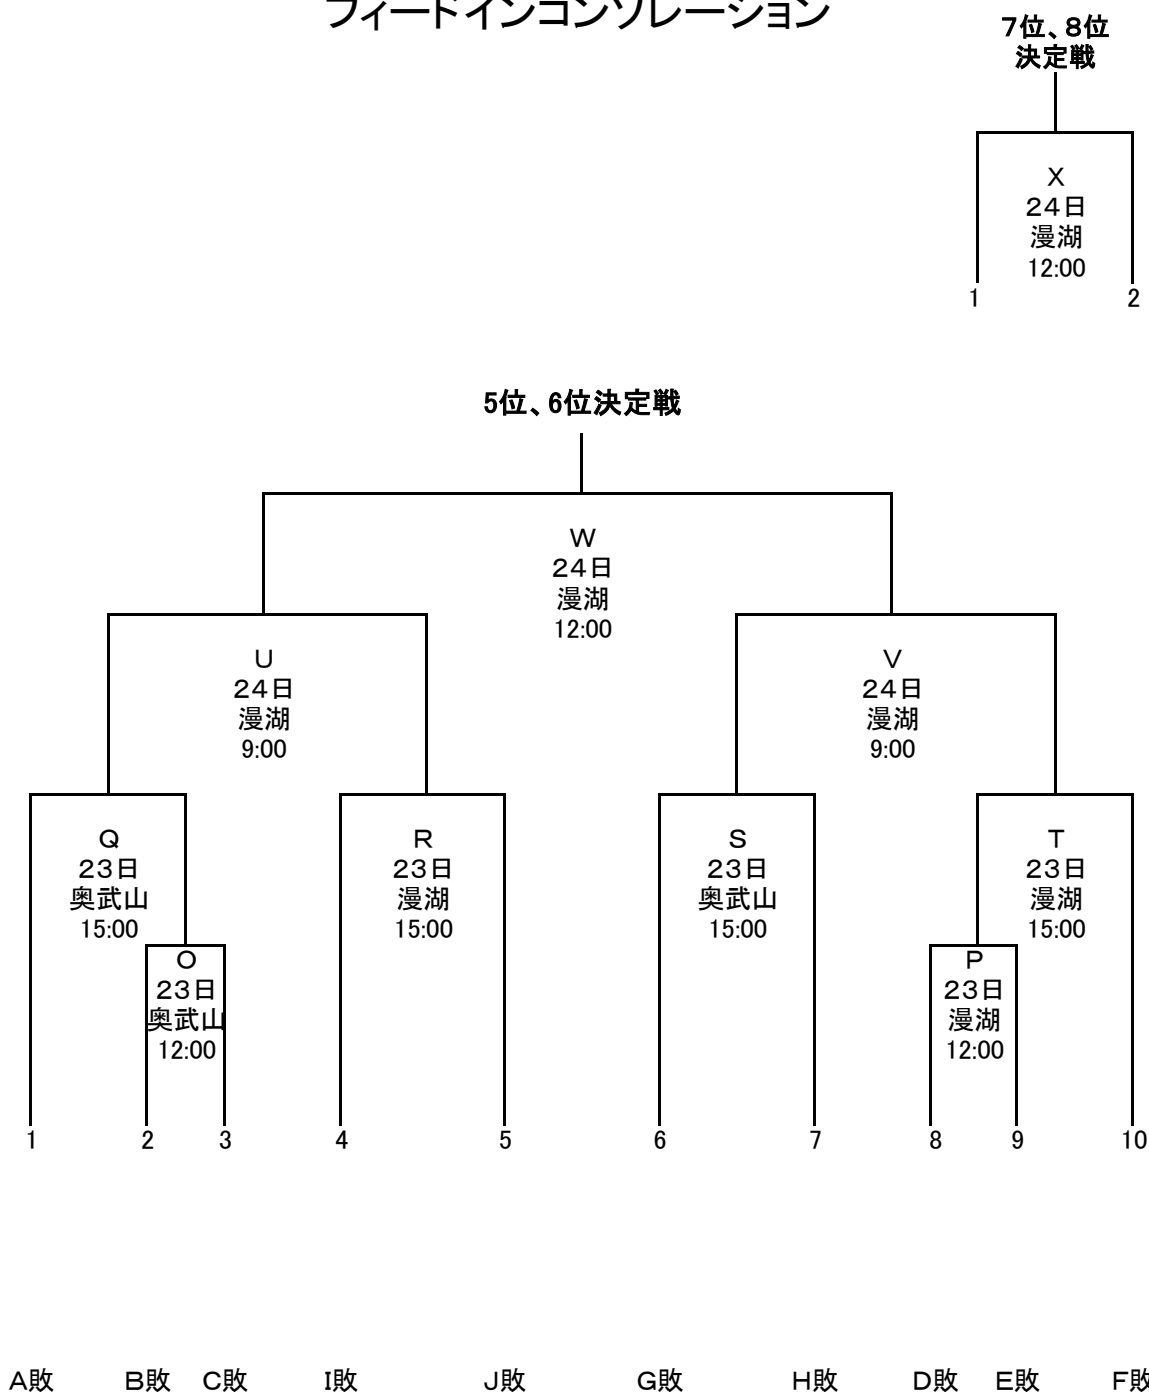 フィードインコンソレーション
7位、8位
決定戦
X
24日
漫湖
12:00
1
2
5位、6位決定戦
W
24日
漫湖
12:00
U
24日
漫湖
9:00
V
24日
漫湖
9:00
Q
23日
奥武山
15:00
R
23日
漫湖
15:00
S
23日
奥武山
15:00
T
23日
漫湖
15:00
O
23日
奥武山
12:00
P
23日
漫湖
12:00
1 2 3 4 5 6 7 8 9 10
A敗 B敗 C敗 I敗 J敗 G敗 H敗 D敗 E敗 F敗